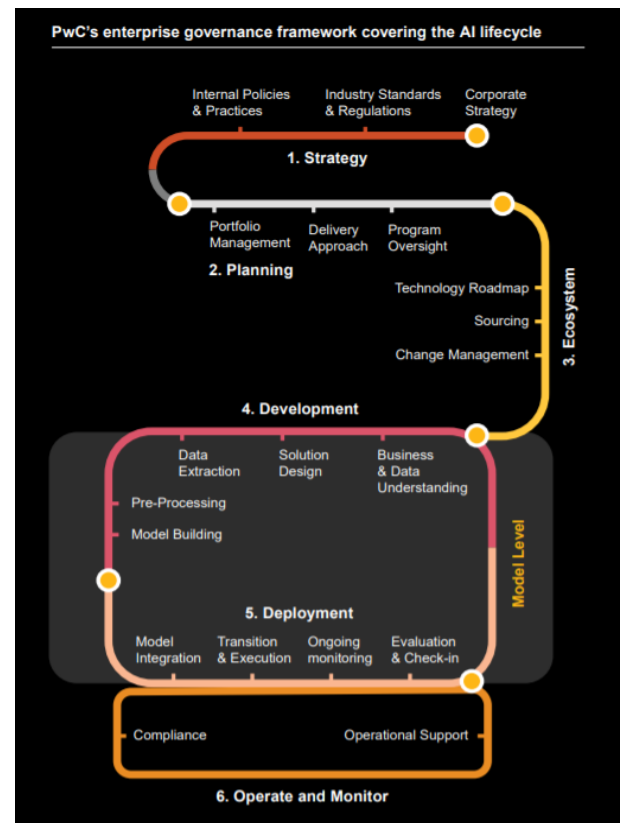 PwC's enterprise governance framework covering the AI lifecycle
Internal Policies
& Practices
Industry Standards
& Regulations
Corporate
Strategy
1. Strategy
Portfolio
Management
Delivery
Approach
Program
Oversight
2. Planning
Technology Roadmap
Sourcing
Change Management
3. Ecosystem
4. Development
Data
Extraction
Solution
Design
Business
& Data
Understanding
Pre-Processing
Model Building
Model Level
5. Deployment
Model
Integration
Transition
& Execution
Ongoing
monitoring
Evaluation
& Check-in
Compliance
Operational Support
6. Operate and Monitor